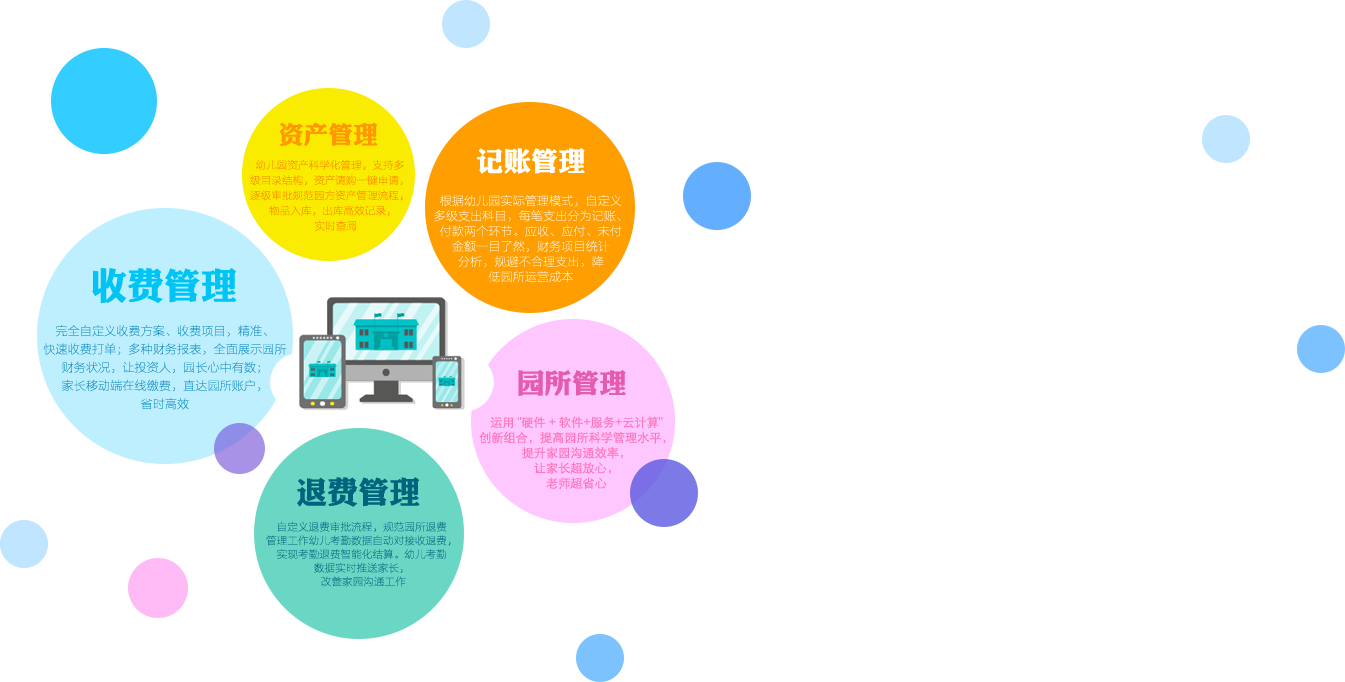 资产管理
幼儿园资产科学化管理，支持多
级目录结构，资产请购一键申请，
逐级审批规范园方资产管理流程，
物品入库，出库高效记录，
实时查阅
记账管理
根据幼儿园实际管理模式，自定义
多级支出科目，每笔支出分为记账、
付款两个环节。应收、应付、未付
金额一目了然，财务项目统计
分析，规避不合理支出，降
低园所运营成本
收费管理
完全自定义收费方案、收费项目，精准、
快速收费打单；多种财务报表，全面展示园所
财务状况，让投资人，园长心中有数；
家长移动端在线缴费，直达园所账户，
省时高效
园所管理
运用 "硬件 + 软件+服务+云计算"
创新组合，提高园所科学管理水平，
提升家园沟通效率，
让家长超放心，
老师超省心
退费管理
自定义退费审批流程，规范园所退费
管理工作幼儿考勤数据自动对接收退费，
实现考勤退费智能化结算。幼儿考勤
数据实时推送家长，
改善家园沟通工作